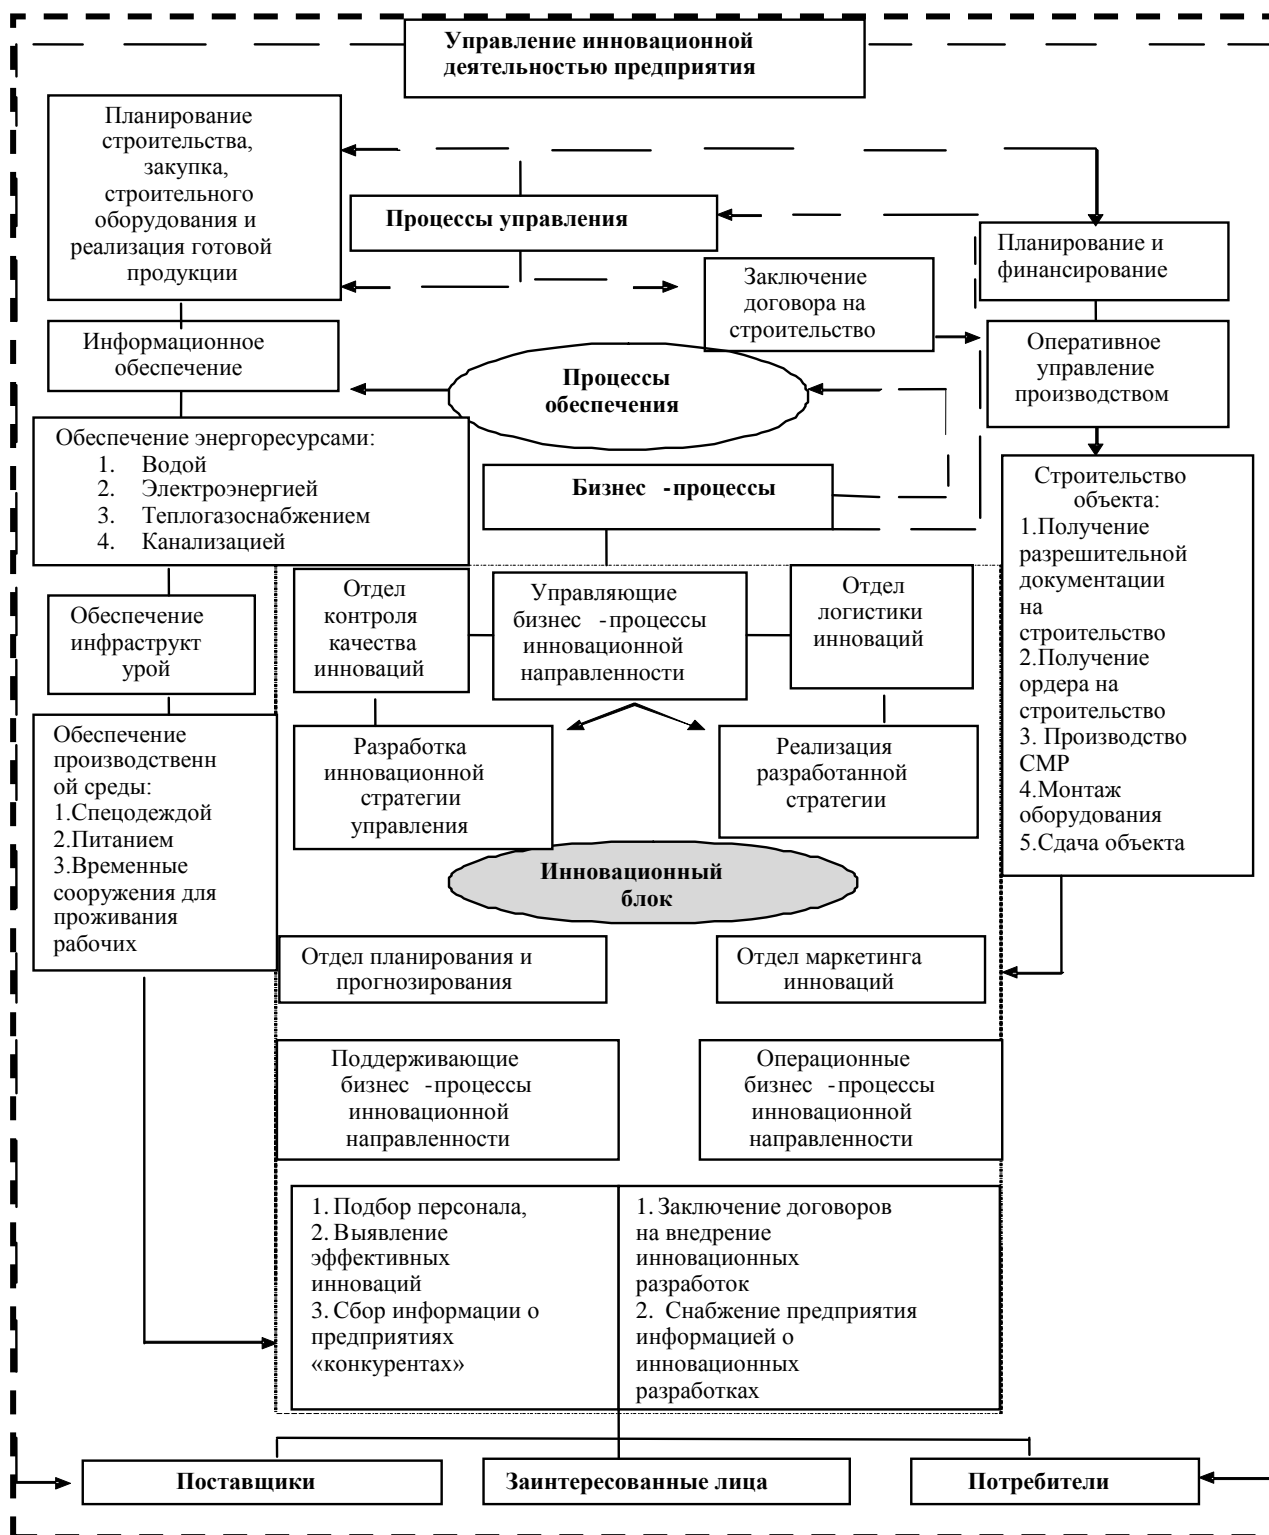 Управление инновационной
деятельностью предприятия
Планирование
строительства,
закупка,
строительного
оборудования и
реализация готовой
продукции
Процессы управления
Планирование и
финансирование
Заключение
договора на
строительство
Информационное
обеспечение
Оперативное
управление
производством
Процессы
обеспечения
Обеспечение энергоресурсами:
1. Водой
2. Электроэнергией
3. Теплогазоснабжением
4. Канализацией
Бизнес -процессы
Строительство
объекта:
1.Получение
разрешительной
документации
на
строительство
2.Получение
ордера на
строительство
3. Производство
СМР
4.Монтаж
оборудования
5.Сдача объекта
Отдел
контроля
качества
инноваций
Управляющие
бизнес -процессы
инновационной
направленности
Отдел
логистики
инноваций
Обеспечение
инфраструкт
урой
Обеспечение
производственн
ой среды:
1.Спецодеждой
2.Питанием
3.Временные
сооружения для
проживания
рабочих
Разработка
инновационной
стратегии
управления
Реализация
разработанной
стратегии
Инновационный
блок
Отдел планирования и
прогнозирования
Отдел маркетинга
инноваций
Поддерживающие
бизнес -процессы
инновационной
направленности
Операционные
бизнес -процессы
инновационной
направленности
1. Подбор персонала,
2. Выявление
эффективных
инноваций
3. Сбор информации о
предприятиях
«конкурентах»
1. Заключение договоров
на внедрение
инновационных
разработок
2. Снабжение предприятия
информацией о
инновационных
разработках
Поставщики
Заинтересованные лица
Потребители